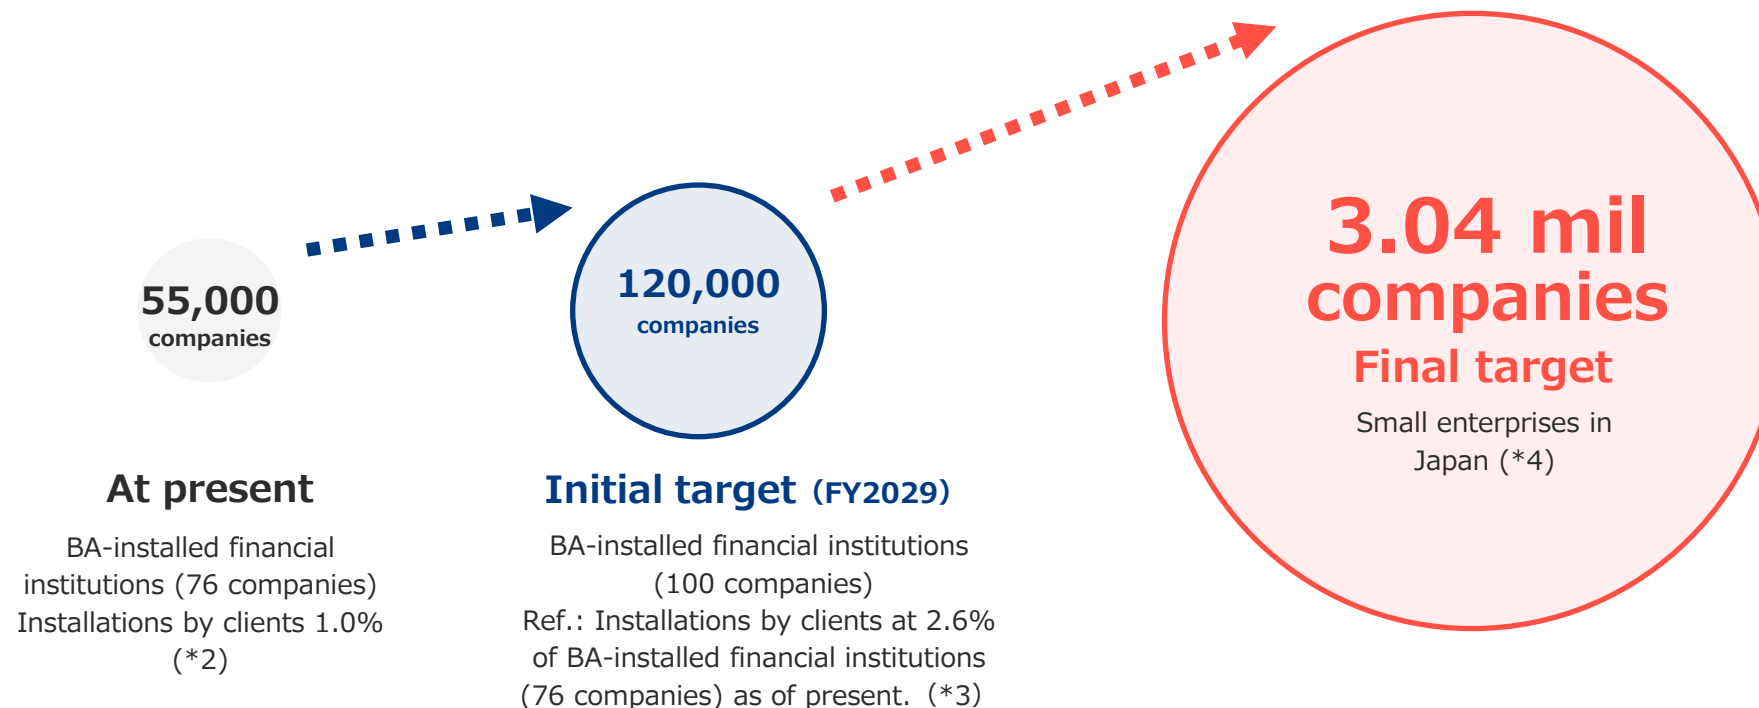 55,000
companies
At present
BA-installed financial
institutions (76 companies)
Installations by clients 1.0%
(*2)
120,000
companies
Initial target (FY2029)
BA-installed financial institutions
(100 companies)
Ref.: Installations by clients at 2.6%
of BA-installed financial institutions
(76 companies) as of present. (*3)
3.04 mil
companies
Final target
Small enterprises in
Japan (*4)